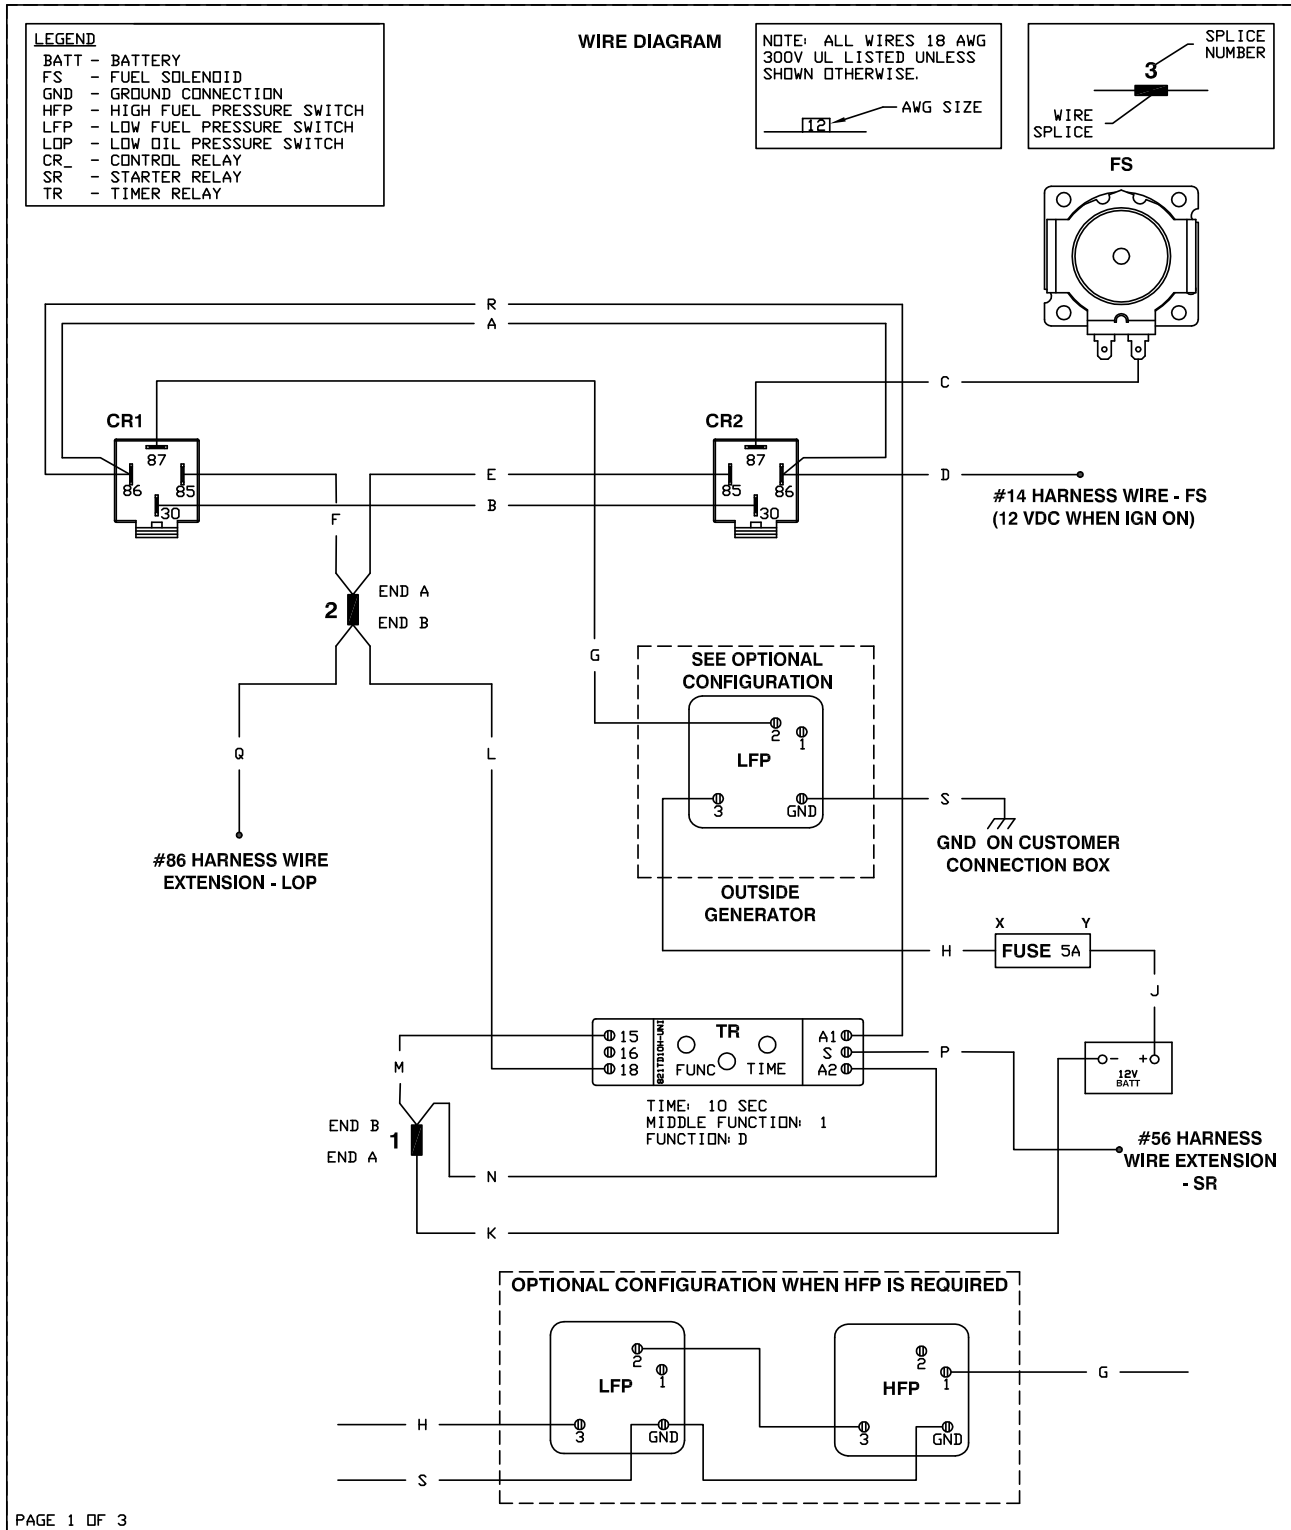 WIRE DIAGRAM
LEGEND
BATT - BATTERY
FS - FUEL SOLENOID
GND - GROUND CONNECTION
HFP - HIGH FUEL PRESSURE SWITCH
LFP - LOW FUEL PRESSURE SWITCH
LOP - LOW OIL PRESSURE SWITCH
CR_ - CONTROL RELAY
SR - STARTER RELAY
TR - TIMER RELAY
NOTE: ALL WIRES 18 AWG
300V UL LISTED UNLESS
SHOWN OTHERWISE.
AWG SIZE
12
SPLICE
NUMBER
3
WIRE
SPLICE
FS
R
A
C
CR1
87
86
85
30
CR2
87
85
86
30
E
B
F
D
#14 HARNESS WIRE - FS
(12 VDC WHEN IGN ON)
2
END A
END B
G
Q
L
#86 HARNESS WIRE
EXTENSION - LOP
SEE OPTIONAL
CONFIGURATION
2
1
LFP
3
GND
S
GND ON CUSTOMER
CONNECTION BOX
OUTSIDE
GENERATOR
X
Y
H
FUSE 5A
J
15
16
18
821TD10H-UNI
TR
FUNC
TIME
A1
S
A2
P
- +
12V
BATT
M
TIME: 10 SEC
MIDDLE FUNCTION: 1
FUNCTION: D
END B
1
END A
N
K
#56 HARNESS
WIRE EXTENSION
- SR
OPTIONAL CONFIGURATION WHEN HFP IS REQUIRED
2
1
LFP
3
GND
2
1
HFP
3
GND
G
H
S
PAGE 1 OF 3